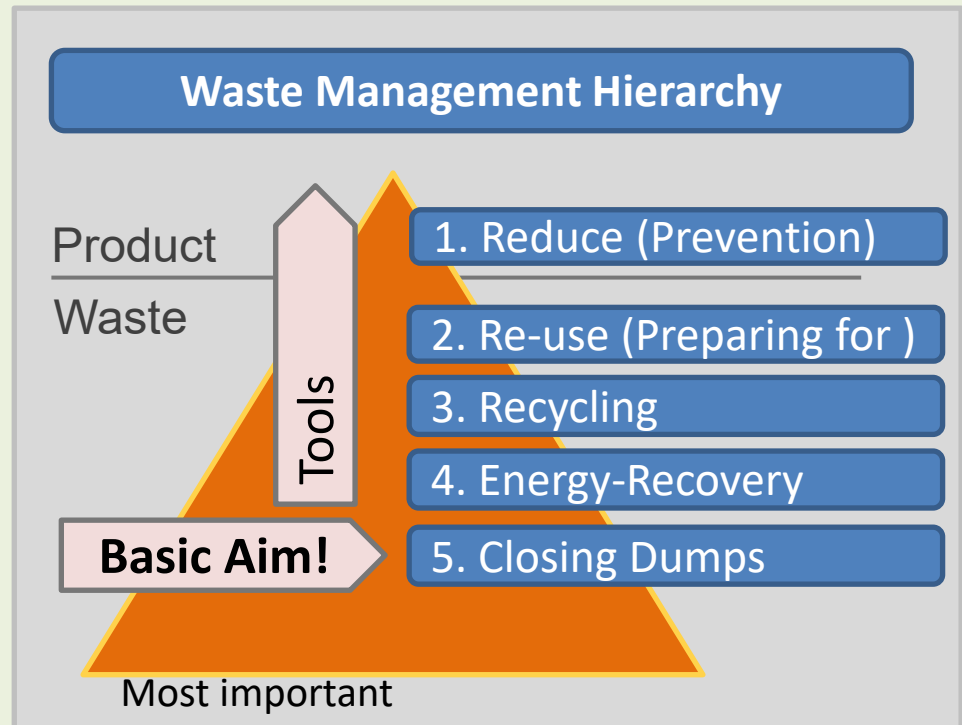 Waste Management Hierarchy
Product
1. Reduce (Prevention)
Waste
2. Re-use (Preparing for )
3. Recycling
Tools
4. Energy-Recovery
Basic Aim!
5. Closing Dumps
Most important